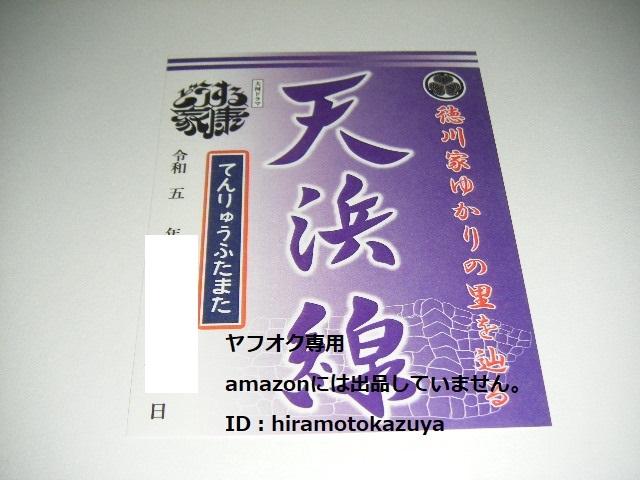 徳川家ゆかりの里を辿る
天浜線
大河ドラマ
どうする家康
てんりゅうふたまた
令和 五 年
日
ヤフオク専用
amazonには出品していません。
ID：hiramotokazuya